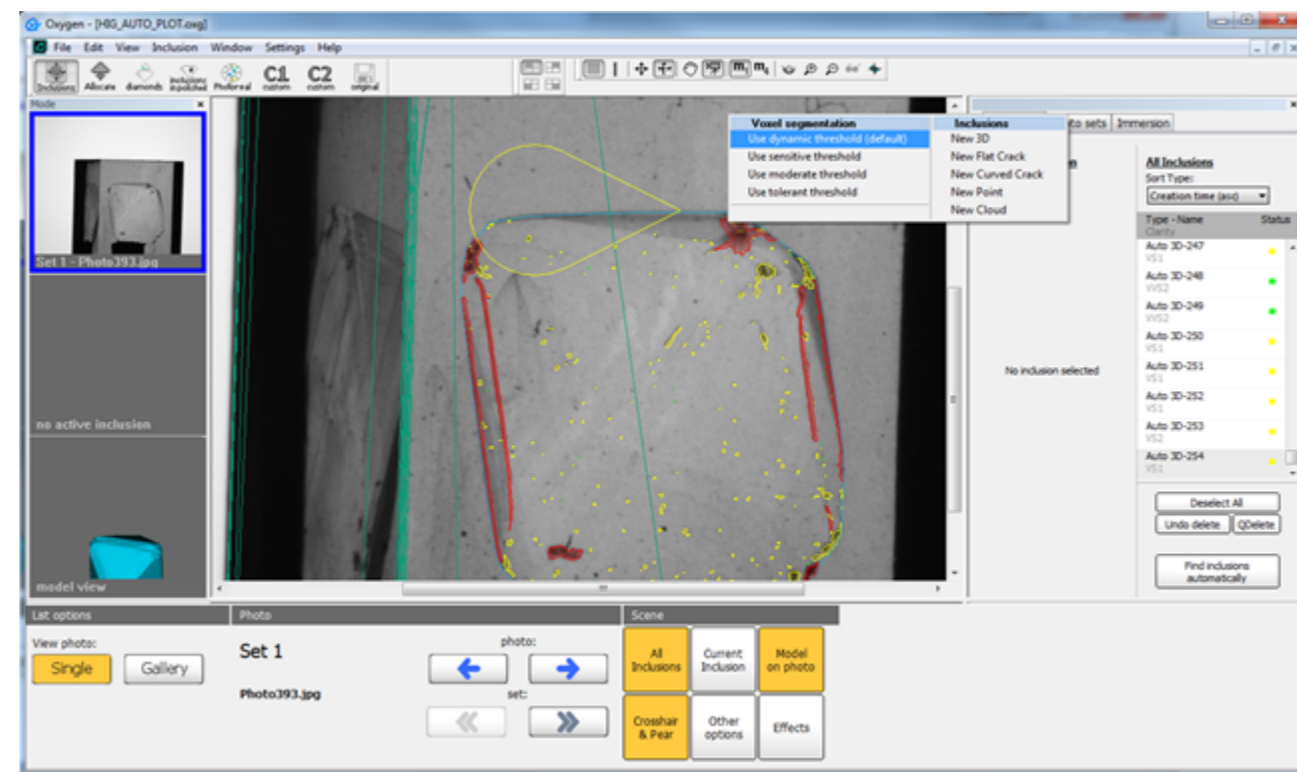 Oxygen - [HIG_AUTO_PLOT.oxg]
File Edit View Inclusion Window Settings Help
Inclusions Allocate diamonds Inclusions in polished Photoreal C1 custom C2 custom original
Mode
Set 1 - Photo393.jpg
no active inclusion
model view
Voxel segmentation
Use dynamic threshold (default)
Use sensitive threshold
Use moderate threshold
Use tolerant threshold
Inclusions
New 3D
New Flat Crack
New Curved Crack
New Point
New Cloud
to sets Immersion
No inclusion selected
All Inclusions
Sort Type:
Creation time (asc)
Type - Name Status
Clarity
Auto 3D-247
VS1
Auto 3D-248
VVS2
Auto 3D-249
VVS2
Auto 3D-250
VS1
Auto 3D-251
VS1
Auto 3D-252
VS1
Auto 3D-253
VS2
Auto 3D-254
VS1
Deselect All
Undo delete QDelete
Find inclusions
automatically
List options
View photo:
Single Gallery
Photo
Set 1
Photo393.jpg
photo:
set:
Scene
All
Inclusions
Current
Inclusion
Model
on photo
Crosshair
& Pear
Other
options
Effects